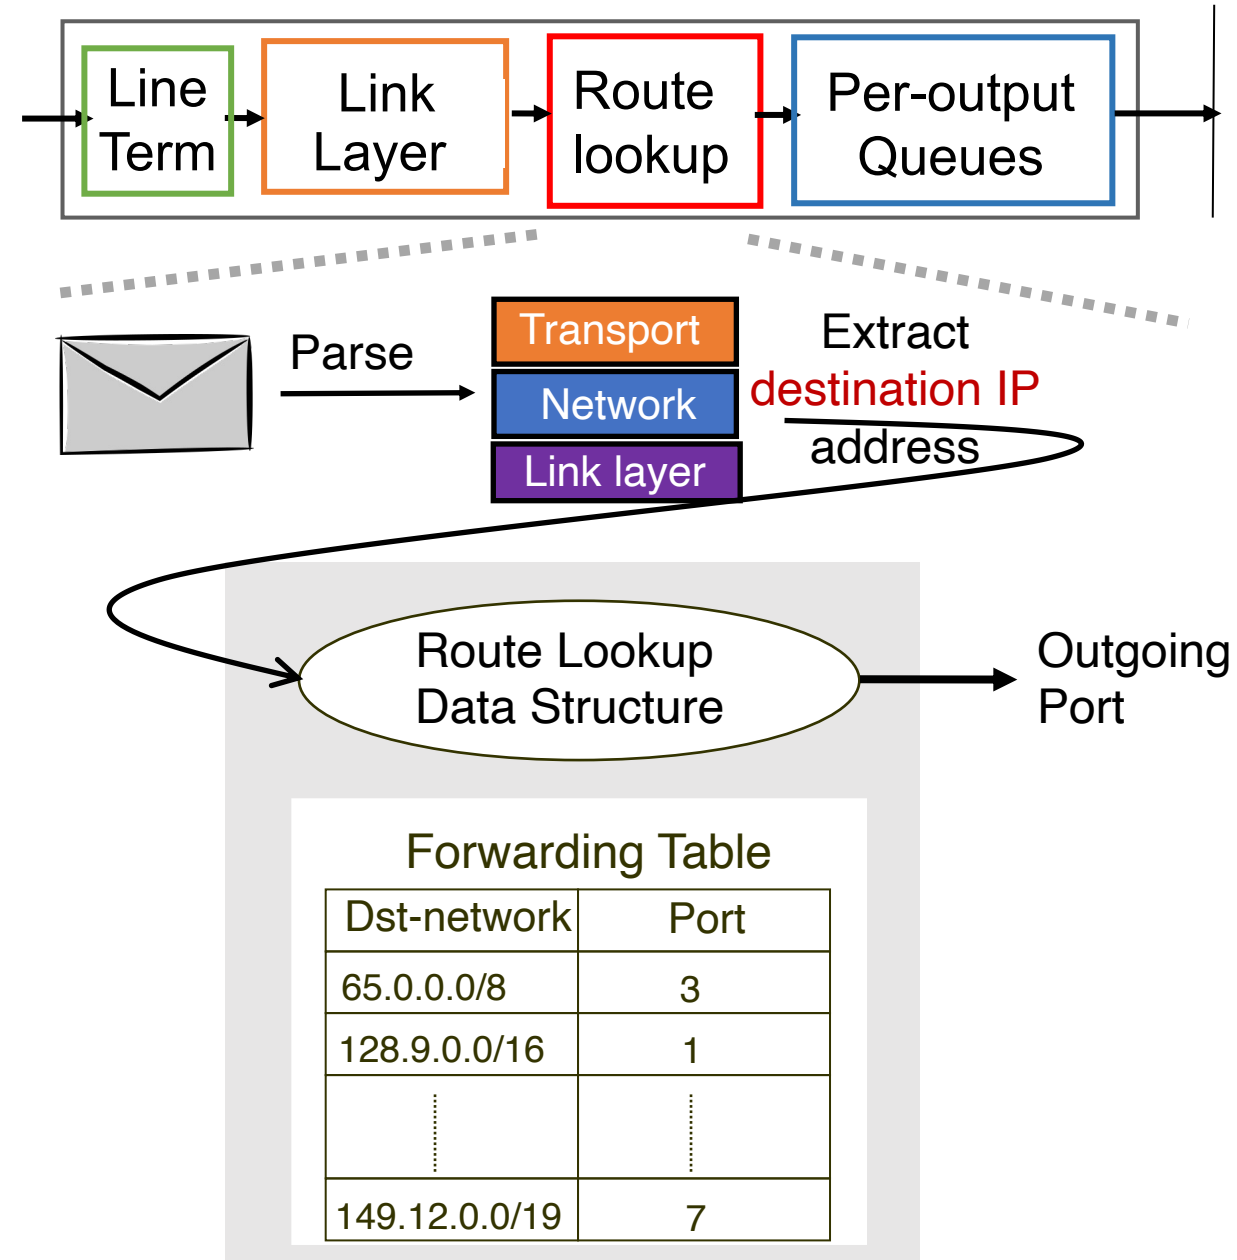 Line
Term
Link
Layer
Route
lookup
Per-output
Queues
Parse
Transport
Network
Link layer
Extract
destination IP
address
Route Lookup
Data Structure
Outgoing
Port
Forwarding Table
Dst-network Port
65.0.0.0/8 3
128.9.0.0/16 1
149.12.0.0/19 7